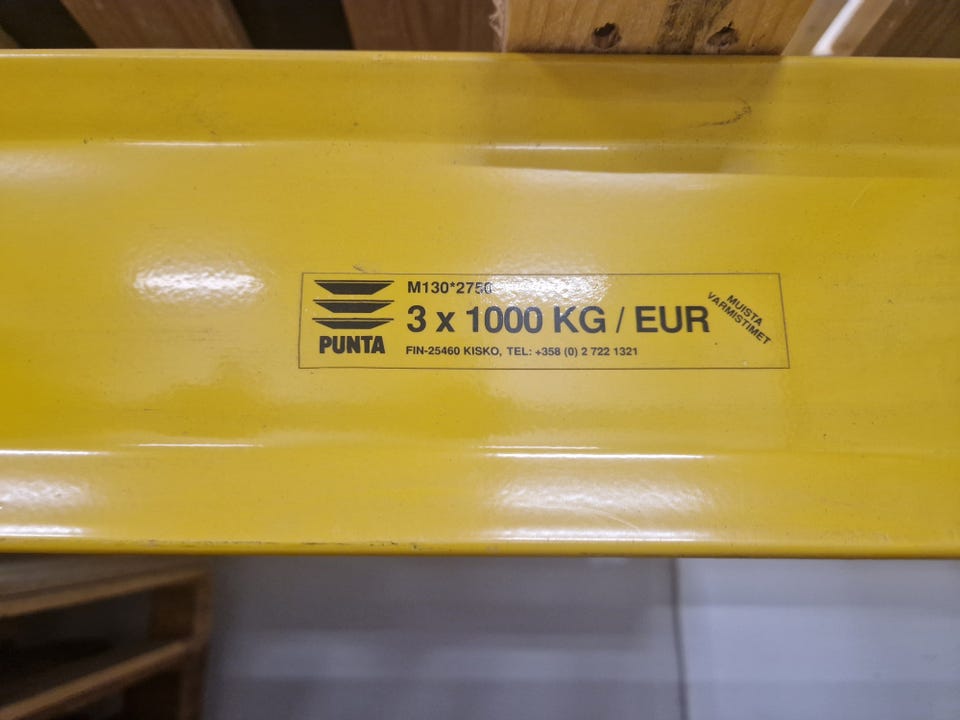 PUNTA
M130*2750
3 x 1000 KG / EUR
FIN-25460 KISKO, TEL: +358 (0) 2 722 1321
MUISTA
VARMISTIMET